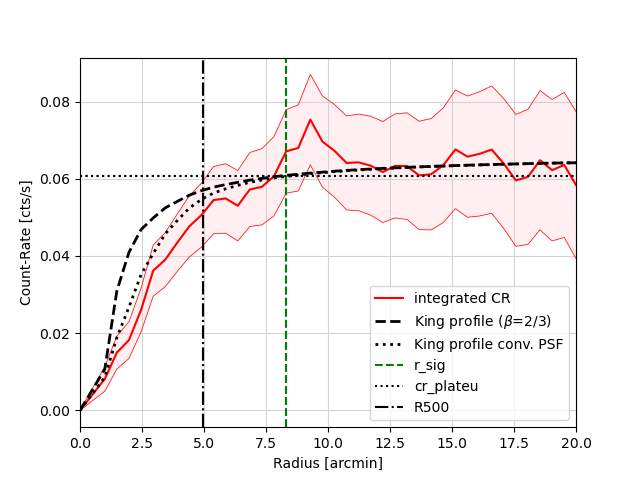 0.08
0.06
0.04
0.02
0.00
Count-Rate [cts/s]
integrated CR
King profile (β=2/3)
King profile conv. PSF
r_sig
cr_plateu
R500
0.0 2.5 5.0 7.5 10.0 12.5 15.0 17.5 20.0
Radius [arcmin]